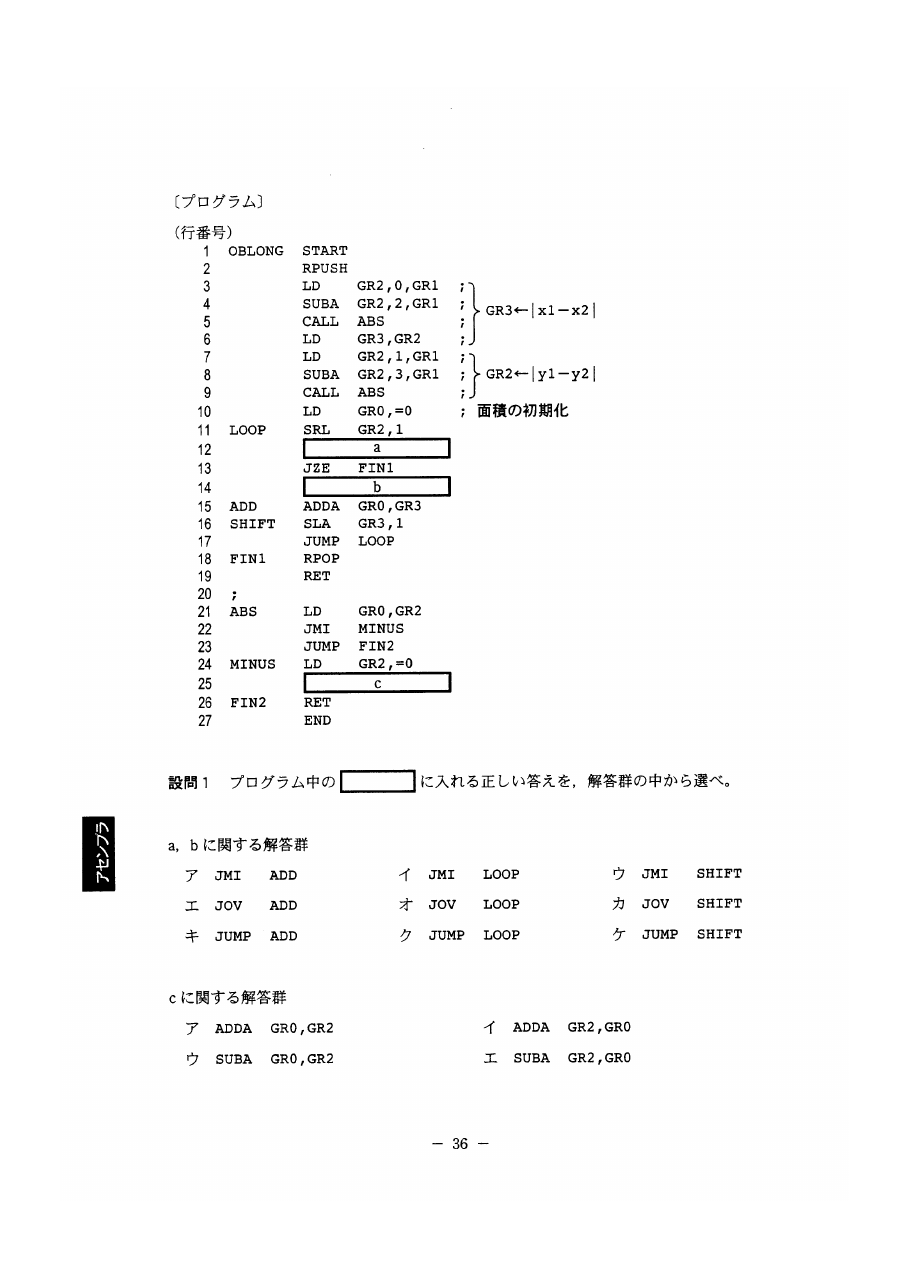 〔プログラム〕
(行番号)
1 OBLONG START
2 RPUSH
3 LD GR2,0,GR1 ;
4 SUBA GR2,2,GR1 ; GR3←|x1−x2|
5 CALL ABS ;
6 LD GR3,GR2 ;
7 LD GR2,1,GR1 ;
8 SUBA GR2,3,GR1 ; GR2←|y1−y2|
9 CALL ABS ;
10 LD GR0,=0 ; 面積の初期化
11 LOOP SRL GR2,1
12 a
13 JZE FIN1
14 b
15 ADD ADDA GR0,GR3
16 SHIFT SLA GR3,1
17 JUMP LOOP
18 FIN1 RPOP
19 RET
20 ;
21 ABS LD GR0,GR2
22 JMI MINUS
23 JUMP FIN2
24 MINUS LD GR2,=0
25 c
26 FIN2 RET
27 END
設問1 プログラム中の に入れる正しい答えを，解答群の中から選べ。
アセンブラ
a，bに関する解答群
ア JMI ADD イ JMI LOOP ウ JMI SHIFT
エ JOV ADD オ JOV LOOP カ JOV SHIFT
キ JUMP ADD ク JUMP LOOP ケ JUMP SHIFT
cに関する解答群
ア ADDA GR0,GR2 イ ADDA GR2,GR0
ウ SUBA GR0,GR2 エ SUBA GR2,GR0
− 36 −